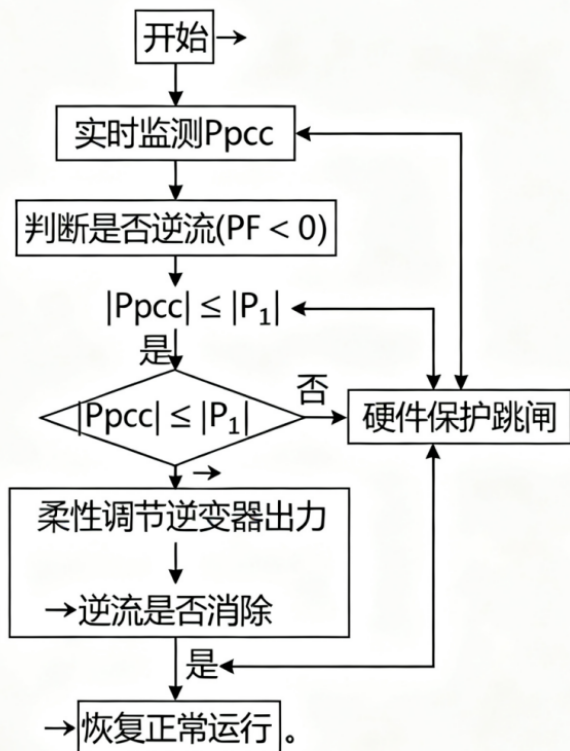 开始→
实时监测Ppcc
判断是否逆流(PF < 0)
|Ppcc| ≤ |P₁|
是
否
|Ppcc| ≤ |P₁|
硬件保护跳闸
→
柔性调节逆变器出力
→逆流是否消除
是
→恢复正常运行。